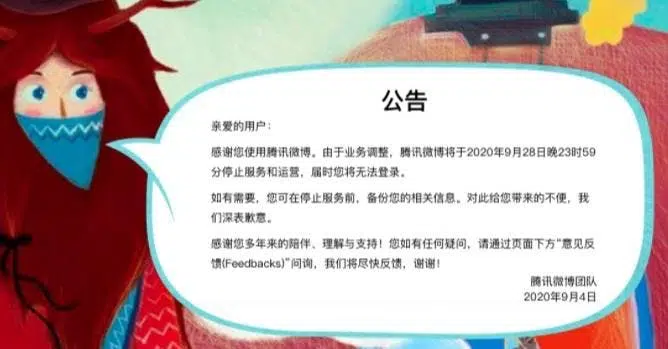 公告
亲爱的用户：
感谢您使用腾讯微博。由于业务调整，腾讯微博将于2020年9月28日晚23时59
分停止服务和运营，届时您将无法登录。
如有需要，您可在停止服务前，备份您的相关信息。对此给您带来的不便，我
们深表歉意。
感谢您多年来的陪伴、理解与支持！您如有任何疑问，请通过页面下方“意见反
馈(Feedbacks)”问询，我们将尽快反馈，谢谢！
腾讯微博团队
2020年9月4日